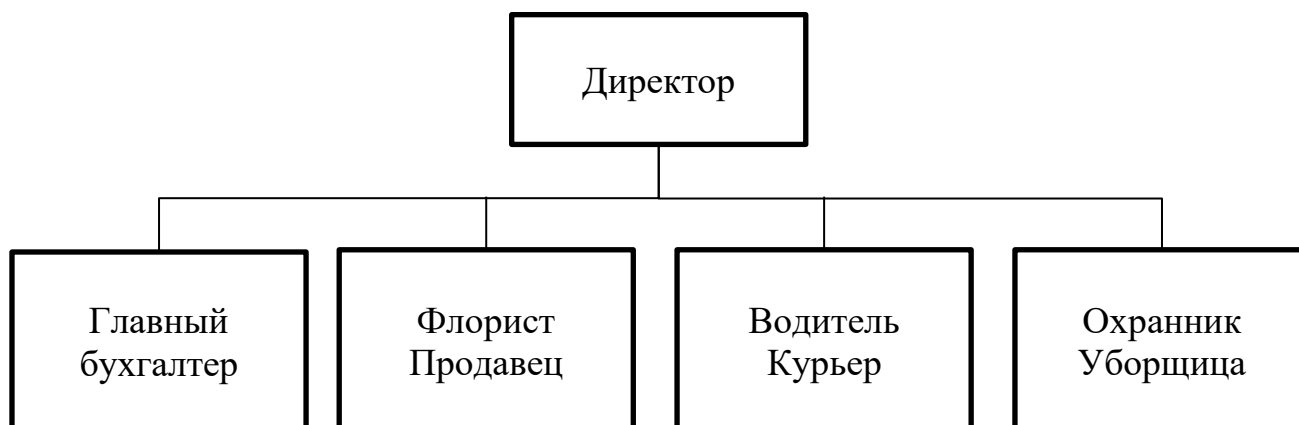 Директор
Главный
бухгалтер
Флорист
Продавец
Водитель
Курьер
Охранник
Уборщица